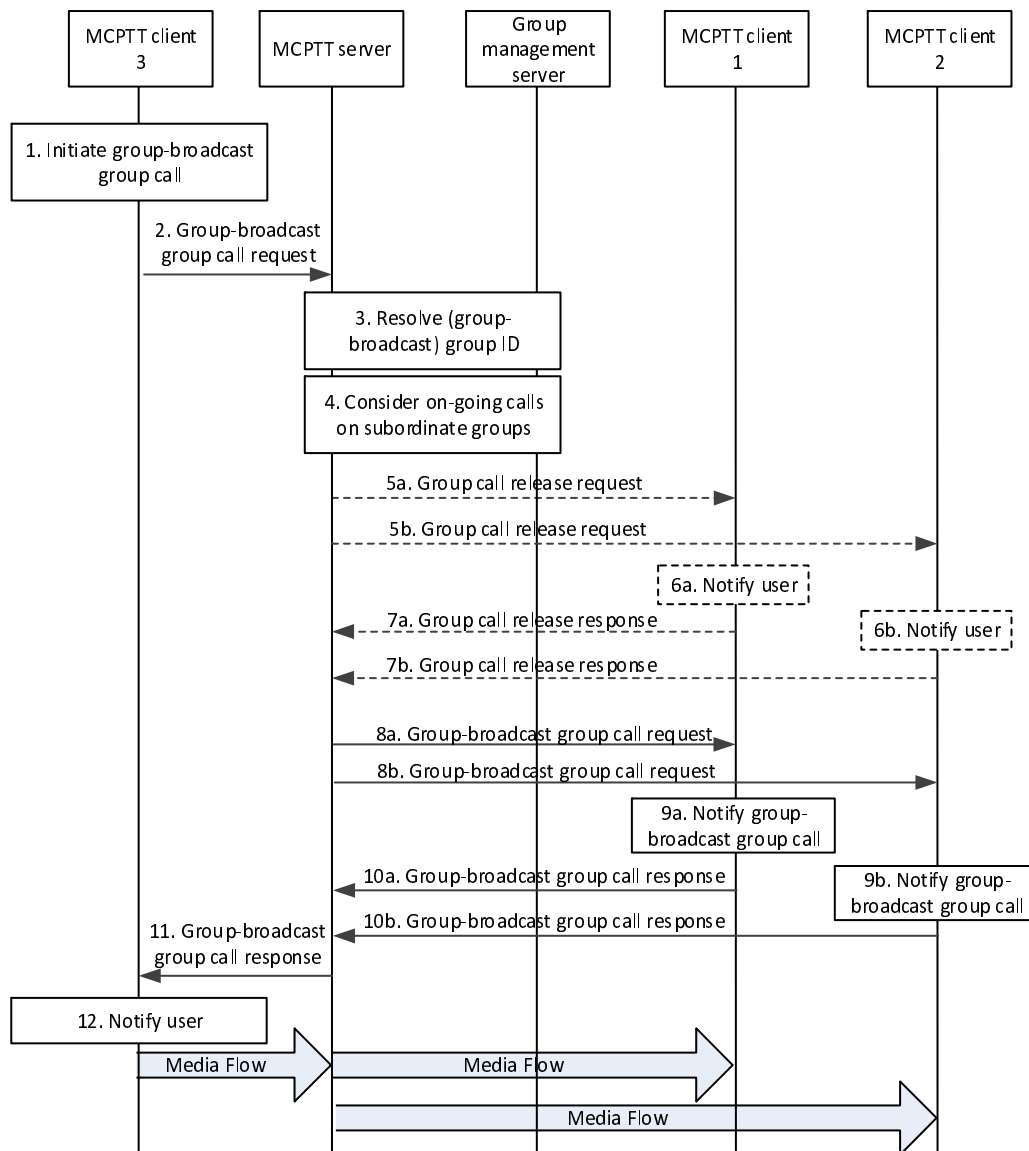 MCPTT client
3
MCPTT server
Group
management
server
MCPTT client
1
MCPTT client
2
1. Initiate group-broadcast
group call
2. Group-broadcast
group call request
3. Resolve (group-
broadcast) group ID
4. Consider on-going calls
on subordinate groups
5a. Group call release request
5b. Group call release request
6a. Notify user
7a. Group call release response
6b. Notify user
7b. Group call release response
8a. Group-broadcast group call request
8b. Group-broadcast group call request
9a. Notify group-
broadcast group call
10a. Group-broadcast group call response
9b. Notify group-
broadcast group call
10b. Group-broadcast group call response
11. Group-broadcast
group call response
12. Notify user
Media Flow
Media Flow
Media Flow